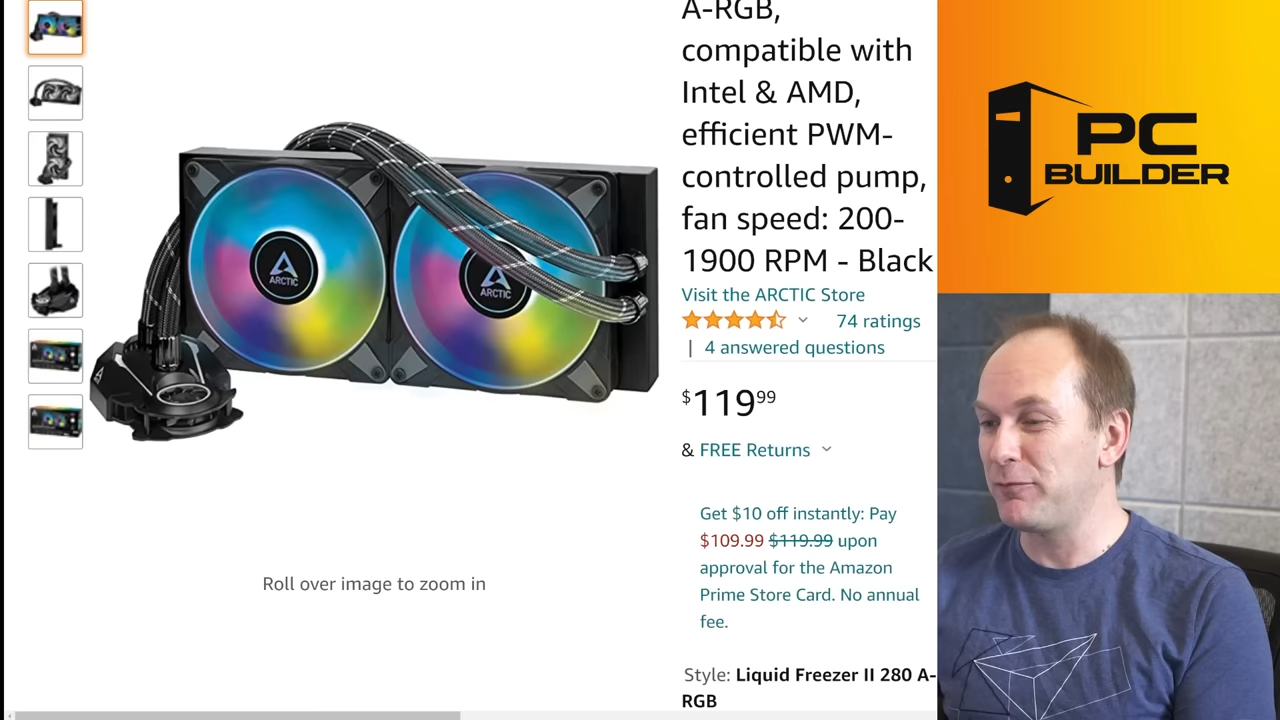 A-RGB,
compatible with
Intel & AMD,
efficient PWM-
controlled pump,
fan speed: 200-
1900 RPM - Black
Visit the ARCTIC Store
74 ratings
| 4 answered questions
$119.99
& FREE Returns
Get $10 off instantly: Pay
$109.99 $119.99 upon
approval for the Amazon
Prime Store Card. No annual
fee.
Style: Liquid Freezer II 280 A-
RGB
Roll over image to zoom in
ARCTIC
ARCTIC
PC
BUILDER